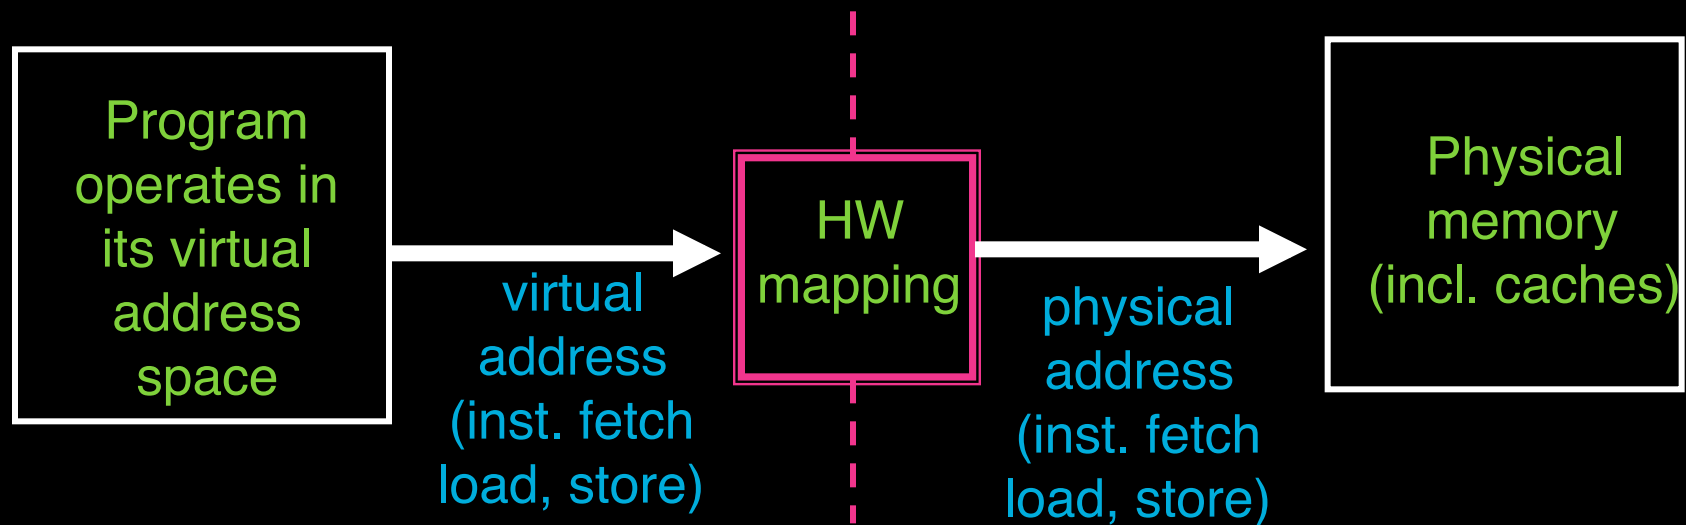 Program
operates in
its virtual
address
space
virtual
address
(inst. fetch
load, store)
HW
mapping
physical
address
(inst. fetch
load, store)
Physical
memory
(incl. caches)